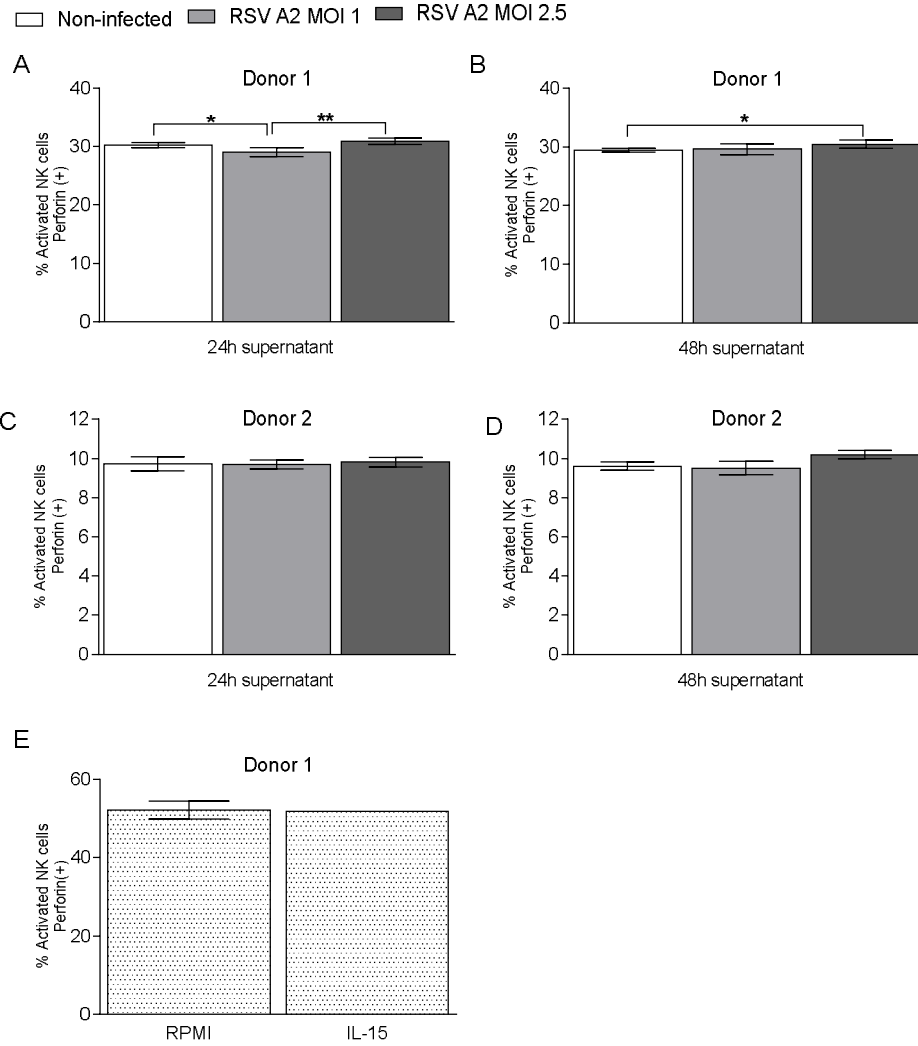 Non-infected RSV A2 MOI 1 RSV A2 MOI 2.5
A
Donor 1
% Activated NK cells
Perforin (+)
40
30
20
10
0
* **
24h supernatant
B
Donor 1
% Activated NK cells
Perforin (+)
40
30
20
10
0
*
48h supernatant
C
Donor 2
% Activated NK cells
Perforin (+)
12
10
8
6
4
2
0
24h supernatant
D
Donor 2
% Activated NK cells
Perforin (+)
12
10
8
6
4
2
0
48h supernatant
E
Donor 1
% Activated NK cells
Perforin(+)
60
40
20
0
RPMI IL-15